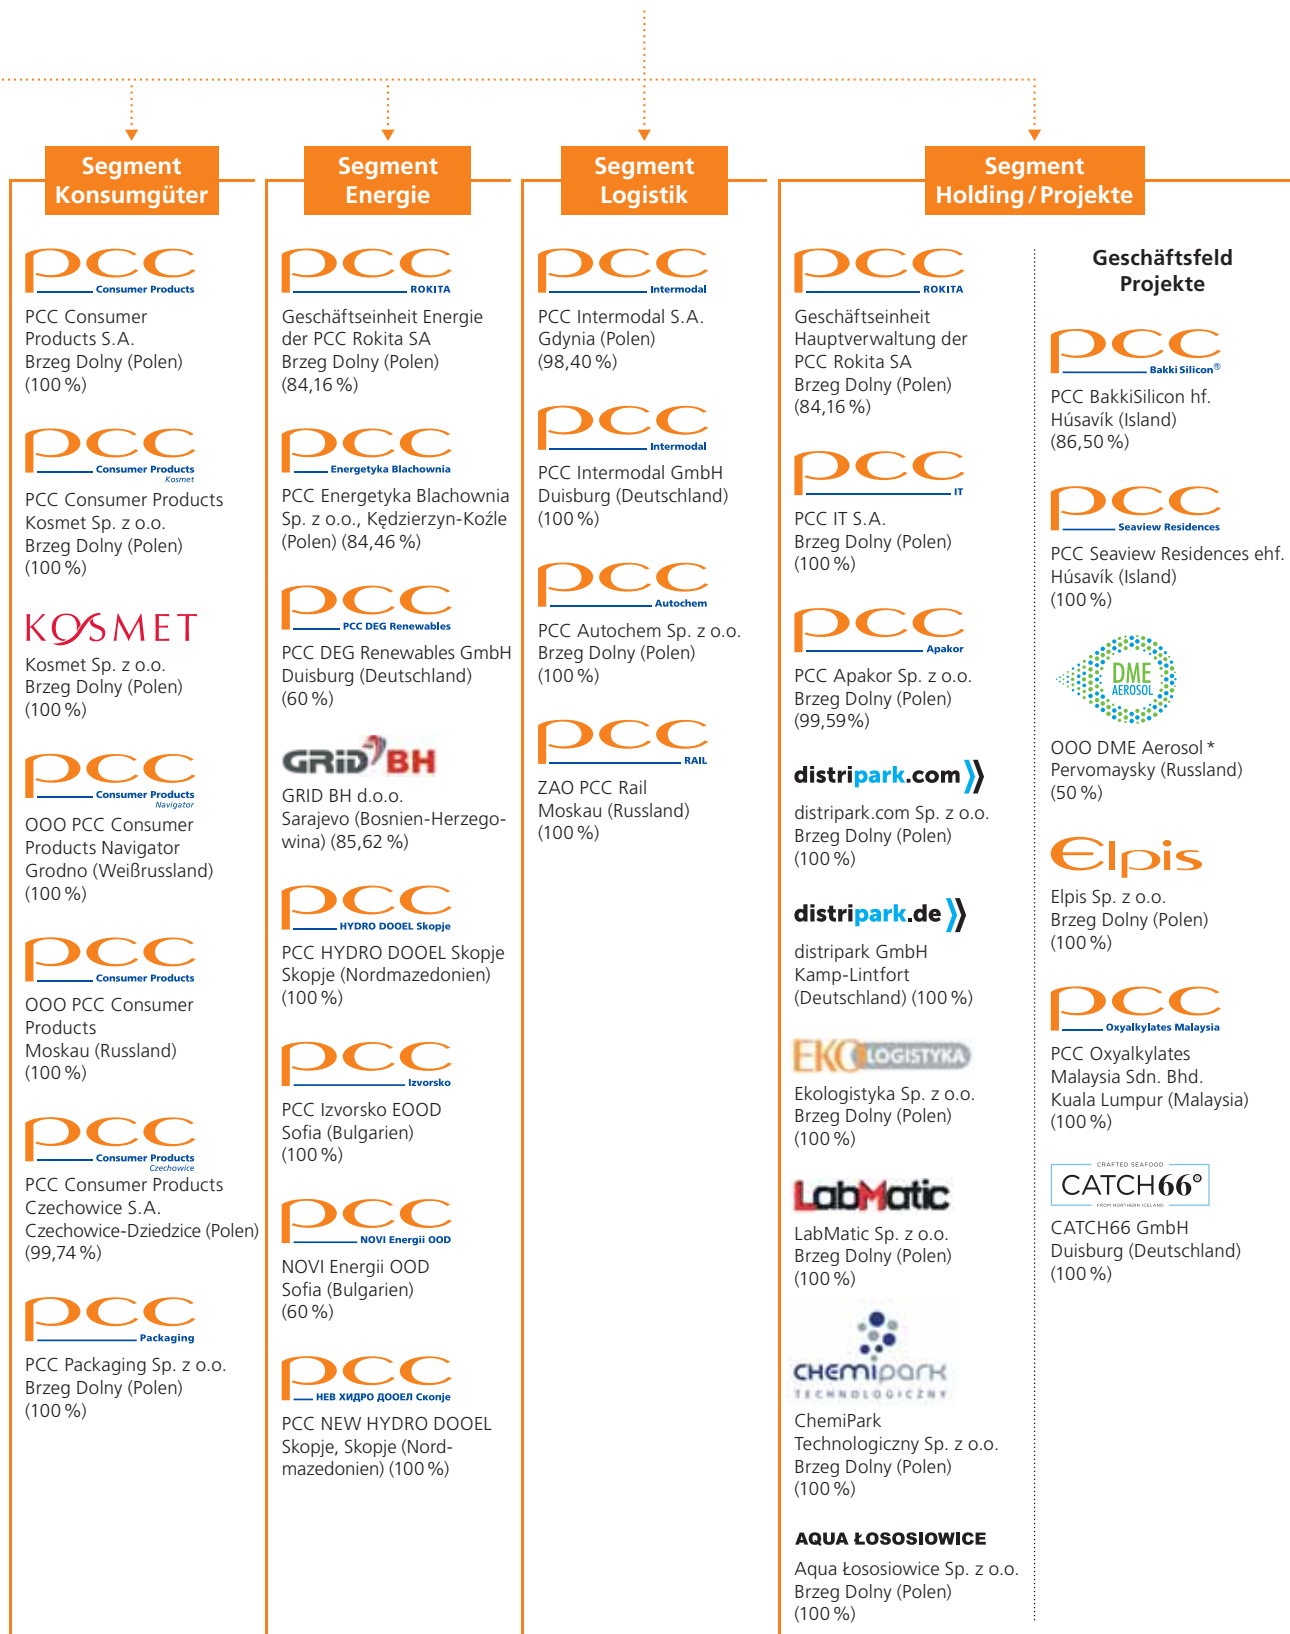 Segment
Konsumgüter
pcc
Consumer Products
PCC Consumer
Products S.A.
Brzeg Dolny (Polen)
(100 %)
pcc
Consumer Products
Kosmet
PCC Consumer Products
Kosmet Sp. z o.o.
Brzeg Dolny (Polen)
(100 %)
KOSMET
Kosmet Sp. z o.o.
Brzeg Dolny (Polen)
(100 %)
pcc
Consumer Products
Navigator
OOO PCC Consumer
Products Navigator
Grodno (Weißrussland)
(100 %)
pcc
Consumer Products
OOO PCC Consumer
Products
Moskau (Russland)
(100 %)
pcc
Consumer Products
Czechowice
PCC Consumer Products
Czechowice S.A.
Czechowice-Dziedzice (Polen)
(99,74 %)
pcc
Packaging
PCC Packaging Sp. z o.o.
Brzeg Dolny (Polen)
(100 %)
Segment
Energie
pcc
ROKITA
Geschäftseinheit Energie
der PCC Rokita SA
Brzeg Dolny (Polen)
(84,16 %)
pcc
Energetyka Blachownia
PCC Energetyka Blachownia
Sp. z o.o., Kędzierzyn-Koźle
(Polen) (84,46 %)
pcc
PCC DEG Renewables
PCC DEG Renewables GmbH
Duisburg (Deutschland)
(60 %)
GRiD BH
GRID BH d.o.o.
Sarajevo (Bosnien-Herzego-
wina) (85,62 %)
pcc
HYDRO DOOEL Skopje
PCC HYDRO DOOEL Skopje
Skopje (Nordmazedonien)
(100 %)
pcc
Izvorsko
PCC Izvorsko EOOD
Sofia (Bulgarien)
(100 %)
pcc
NOVI Energii OOD
NOVI Energii OOD
Sofia (Bulgarien)
(60 %)
pcc
НЕВ ХИДРО ДООЕЛ Скопје
PCC NEW HYDRO DOOEL
Skopje, Skopje (Nord-
mazedonien) (100 %)
Segment
Logistik
pcc
Intermodal
PCC Intermodal S.A.
Gdynia (Polen)
(98,40 %)
pcc
Intermodal
PCC Intermodal GmbH
Duisburg (Deutschland)
(100 %)
pcc
Autochem
PCC Autochem Sp. z o.o.
Brzeg Dolny (Polen)
(100 %)
pcc
RAIL
ZAO PCC Rail
Moskau (Russland)
(100 %)
Segment
Holding / Projekte
pcc
ROKITA
Geschäftseinheit
Hauptverwaltung der
PCC Rokita SA
Brzeg Dolny (Polen)
(84,16 %)
pcc
IT
PCC IT S.A.
Brzeg Dolny (Polen)
(100 %)
pcc
Apakor
PCC Apakor Sp. z o.o.
Brzeg Dolny (Polen)
(99,59%)
distripark.com
distripark.com Sp. z o.o.
Brzeg Dolny (Polen)
(100 %)
distripark.de
distripark GmbH
Kamp-Lintfort
(Deutschland) (100 %)
EKO LOGISTYKA
Ekologistyka Sp. z o.o.
Brzeg Dolny (Polen)
(100 %)
LabMatic
LabMatic Sp. z o.o.
Brzeg Dolny (Polen)
(100 %)
CHEMIPARK
TECHNOLOGICZNY
ChemiPark
Technologiczny Sp. z o.o.
Brzeg Dolny (Polen)
(100 %)
AQUA ŁOSOSIOWICE
Aqua Łososiowice Sp. z o.o.
Brzeg Dolny (Polen)
(100 %)
Geschäftsfeld
Projekte
pcc
Bakki Silicon®
PCC BakkiSilicon hf.
Húsavík (Island)
(86,50 %)
pcc
Seaview Residences
PCC Seaview Residences ehf.
Húsavík (Island)
(100 %)
DME
AEROSOL
OOO DME Aerosol *
Pervomaysky (Russland)
(50 %)
Elpis
Elpis Sp. z o.o.
Brzeg Dolny (Polen)
(100 %)
pcc
Oxyalkylates Malaysia
PCC Oxyalkylates
Malaysia Sdn. Bhd.
Kuala Lumpur (Malaysia)
(100 %)
CRAFTED SEAFOOD
CATCH66°
FROM NORTHERN ICELAND
CATCH66 GmbH
Duisburg (Deutschland)
(100 %)